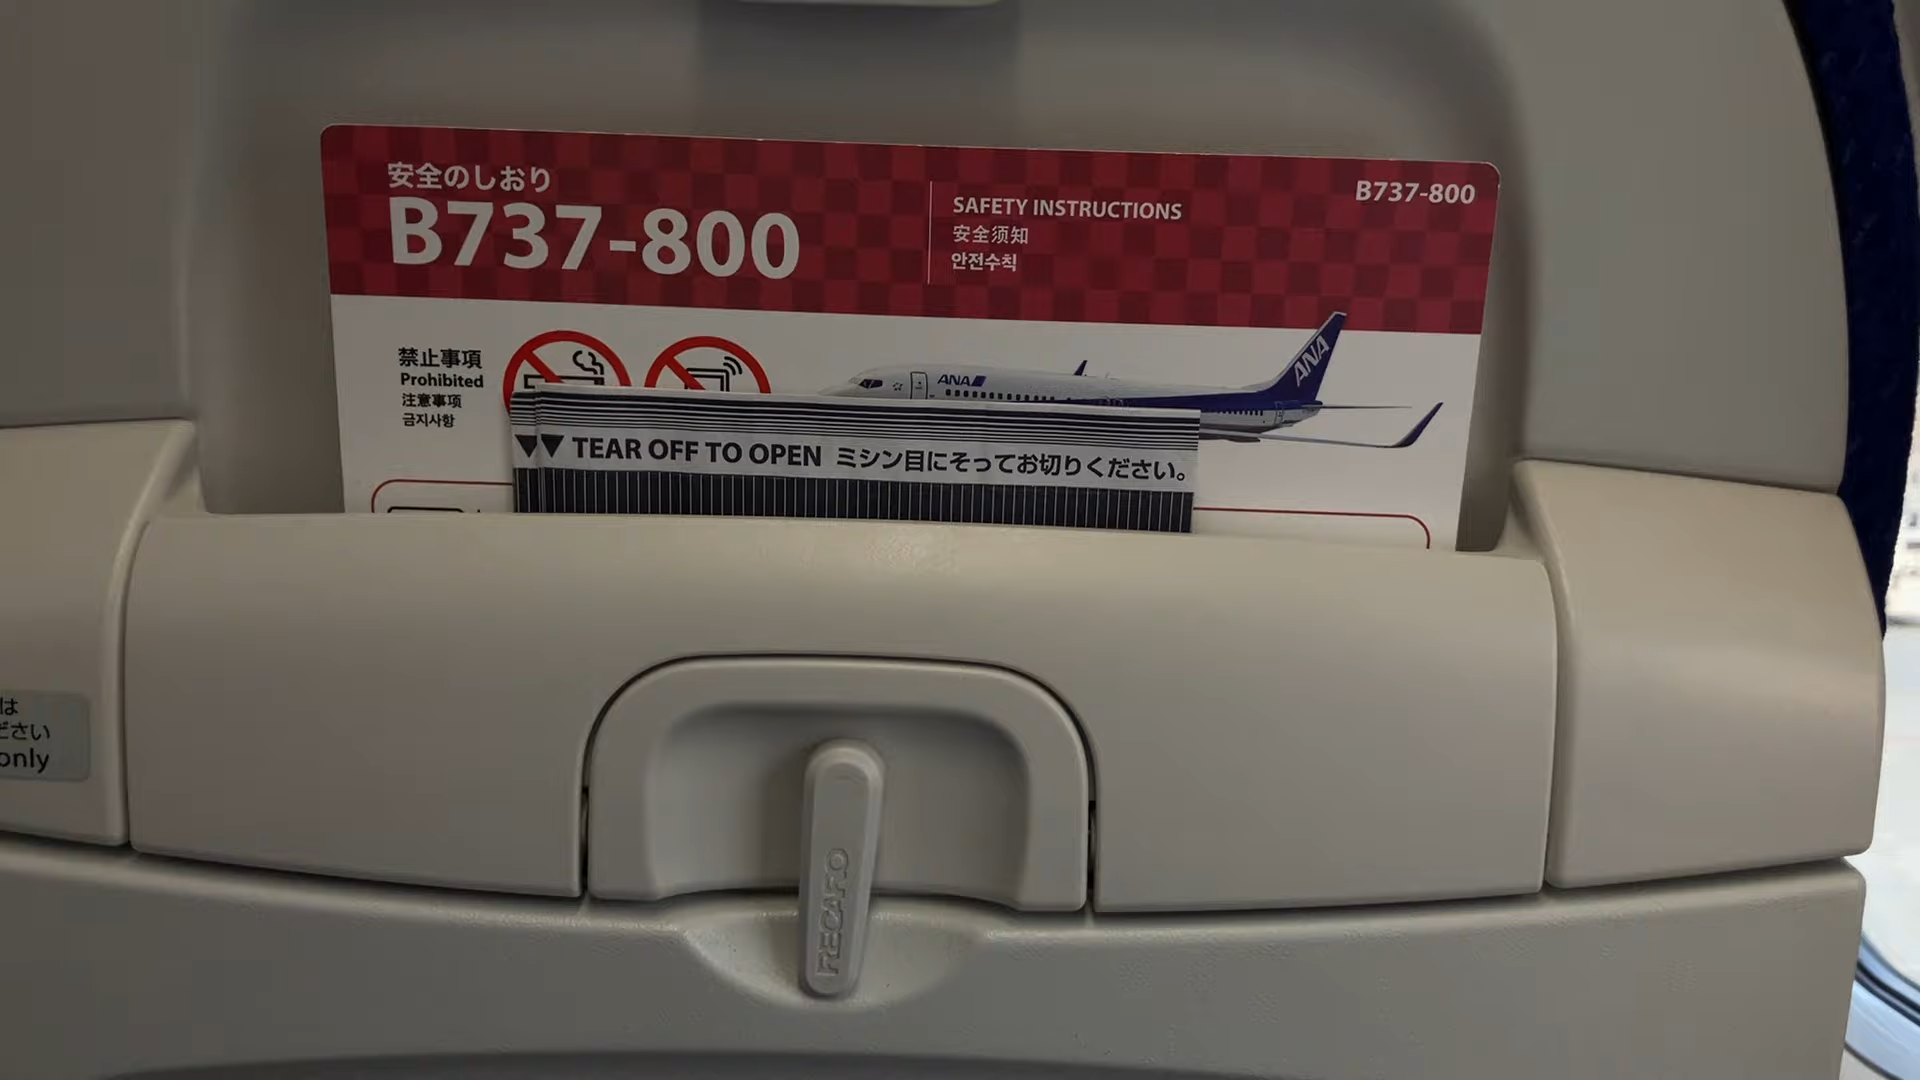 安全のしおり
B737-800
SAFETY INSTRUCTIONS
安全须知
안전수칙
B737-800
禁止事項
Prohibited
注意事项
금지사항
ANA
ANA
TEAR OFF TO OPEN ミシン目にそってお切りください。
は
ださい
only
RECARO